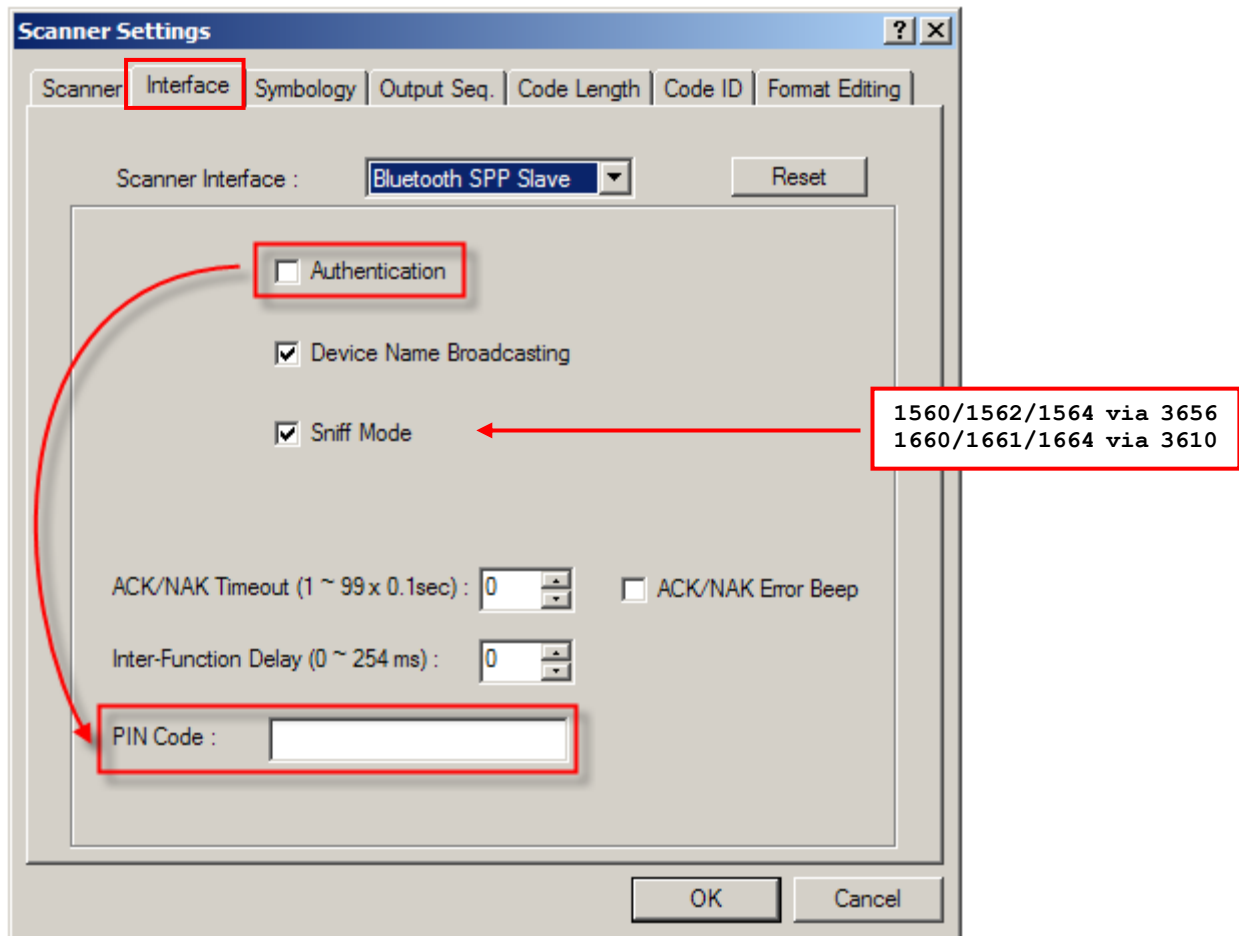 Scanner Settings
Scanner Interface Symbology Output Seq. Code Length Code ID Format Editing
Scanner Interface : Bluetooth SPP Slave Reset
Authentication
Device Name Broadcasting
1560/1562/1564 via 3656
Sniff Mode
1660/1661/1664 via 3610
ACK/NAK Timeout (1 ~ 99 x 0.1sec) : 0 ACK/NAK Error Beep
Inter-Function Delay (0 ~ 254 ms) : 0
PIN Code :
OK Cancel